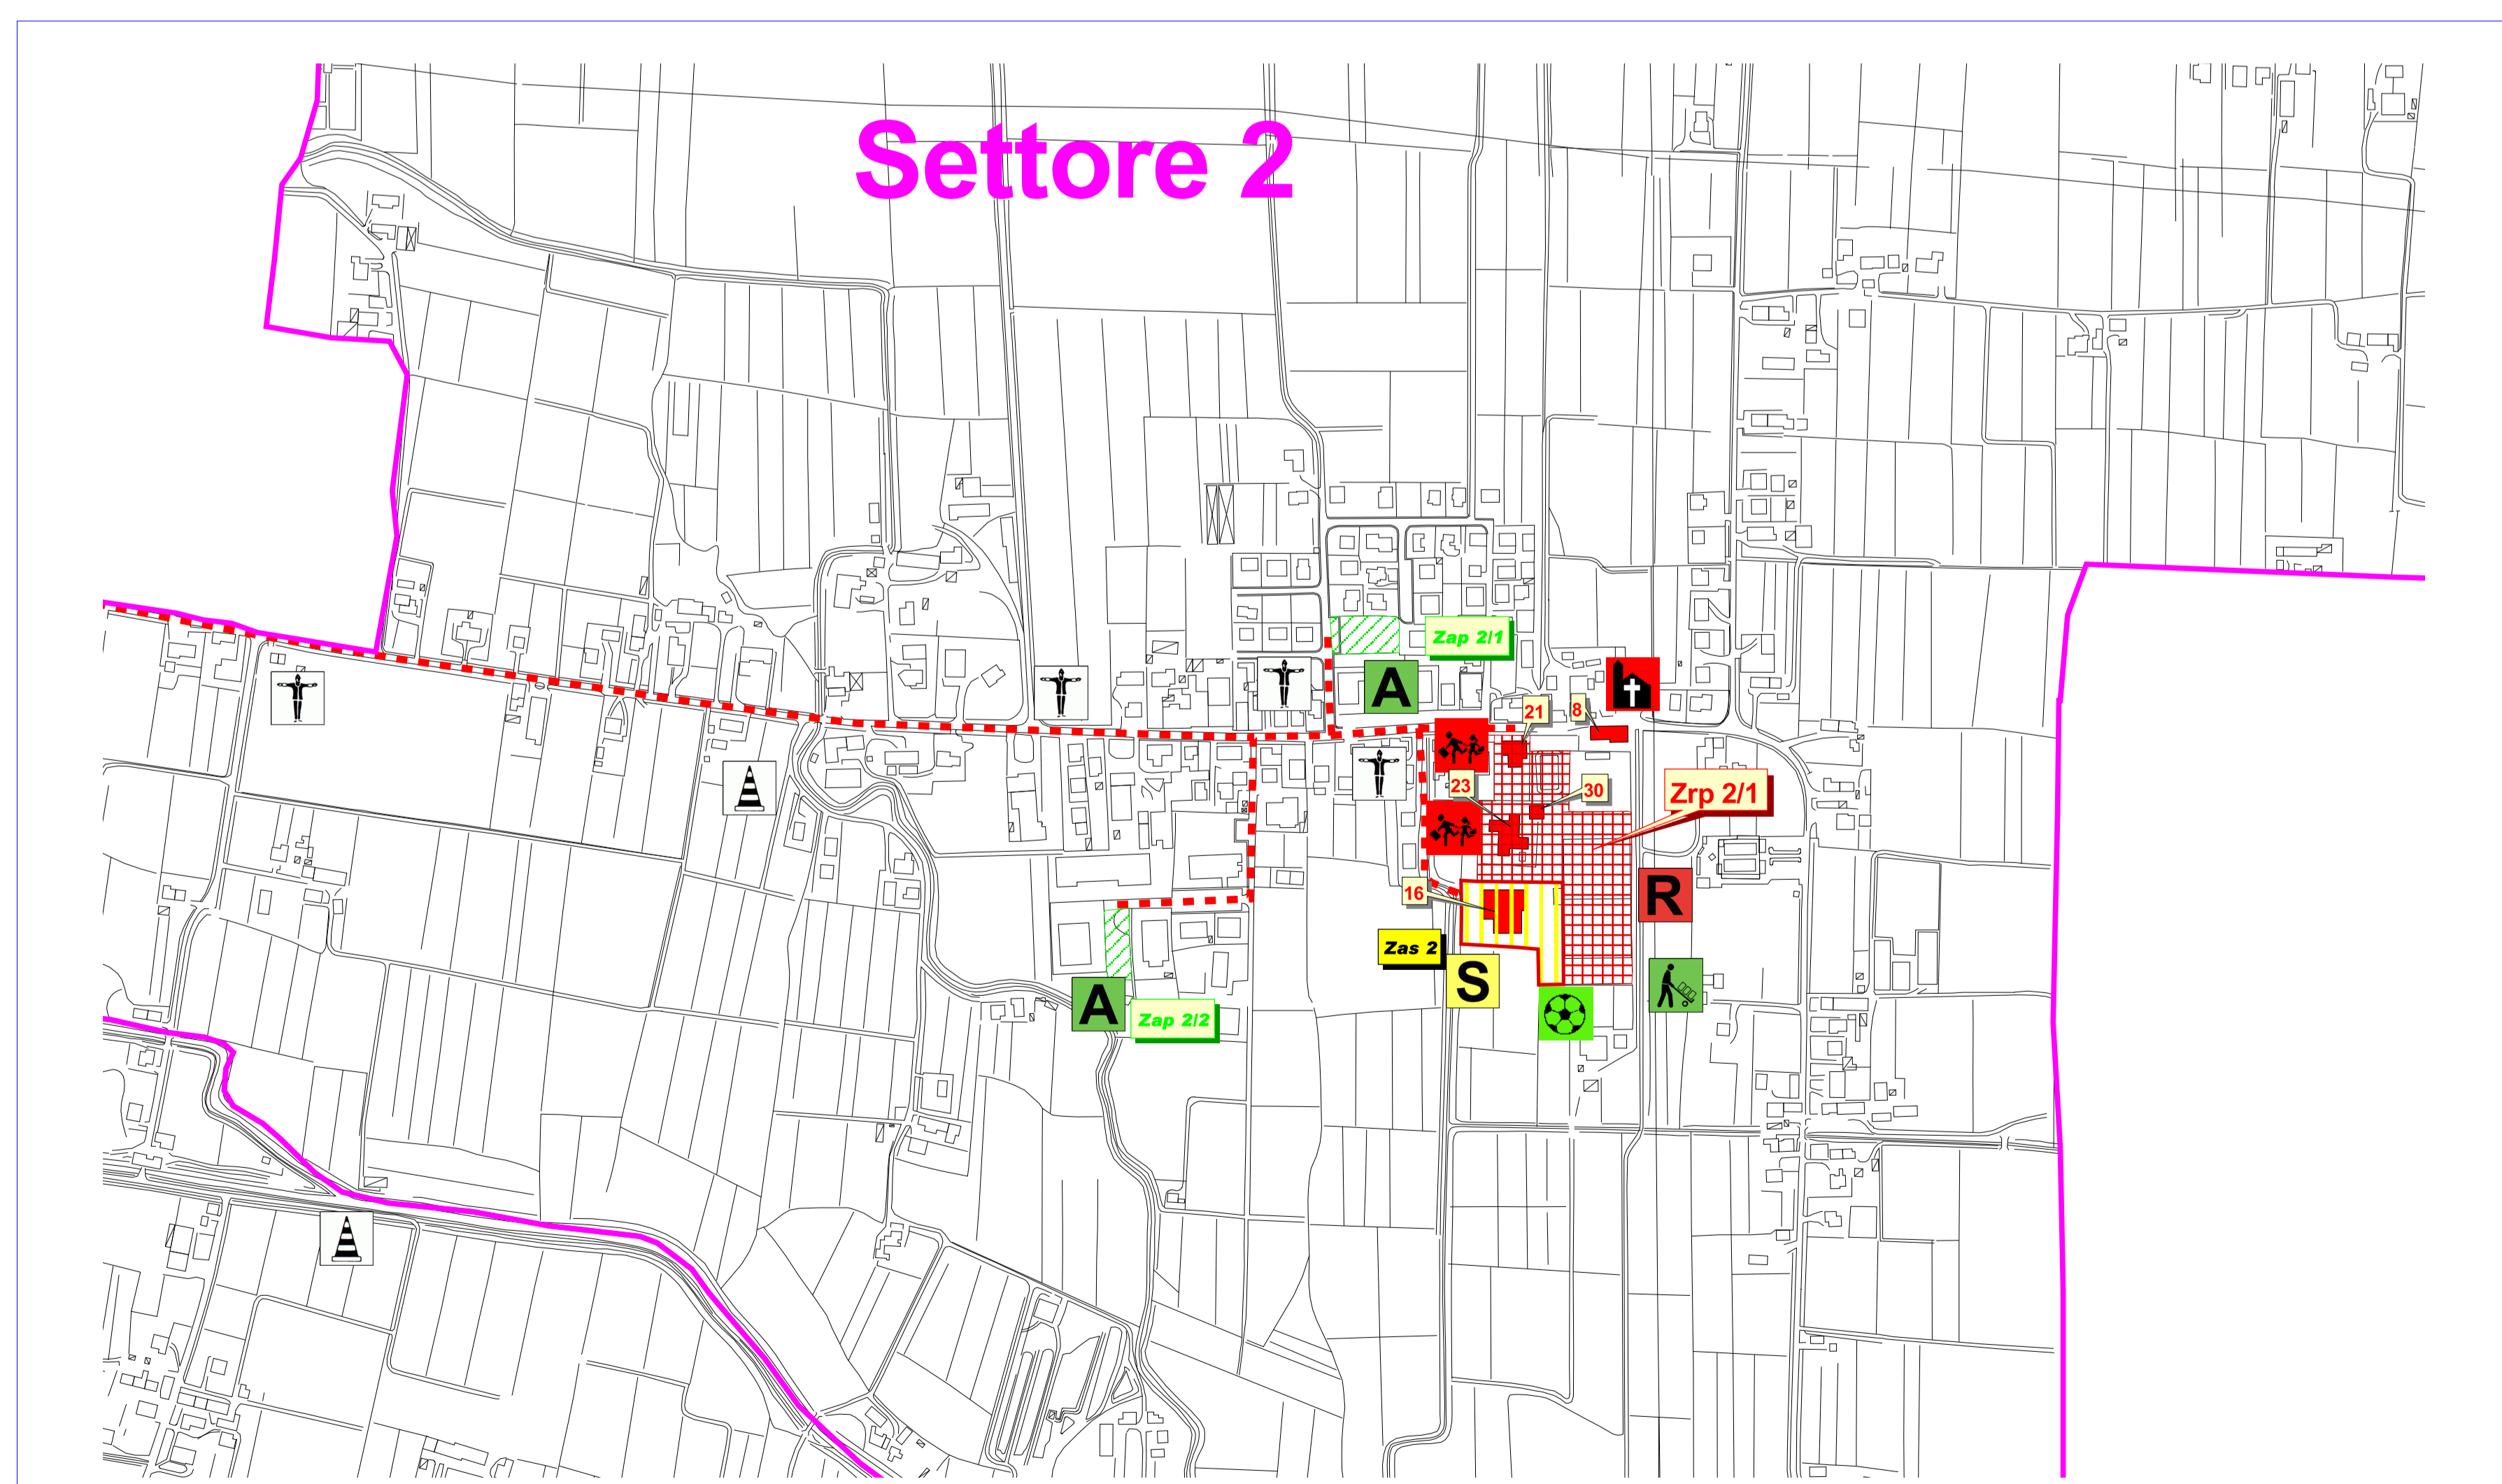 Settore 2
Zap 2/1
A
21
8
23
30
Zrp 2/1
16
R
Zas 2
S
A
Zap 2/2